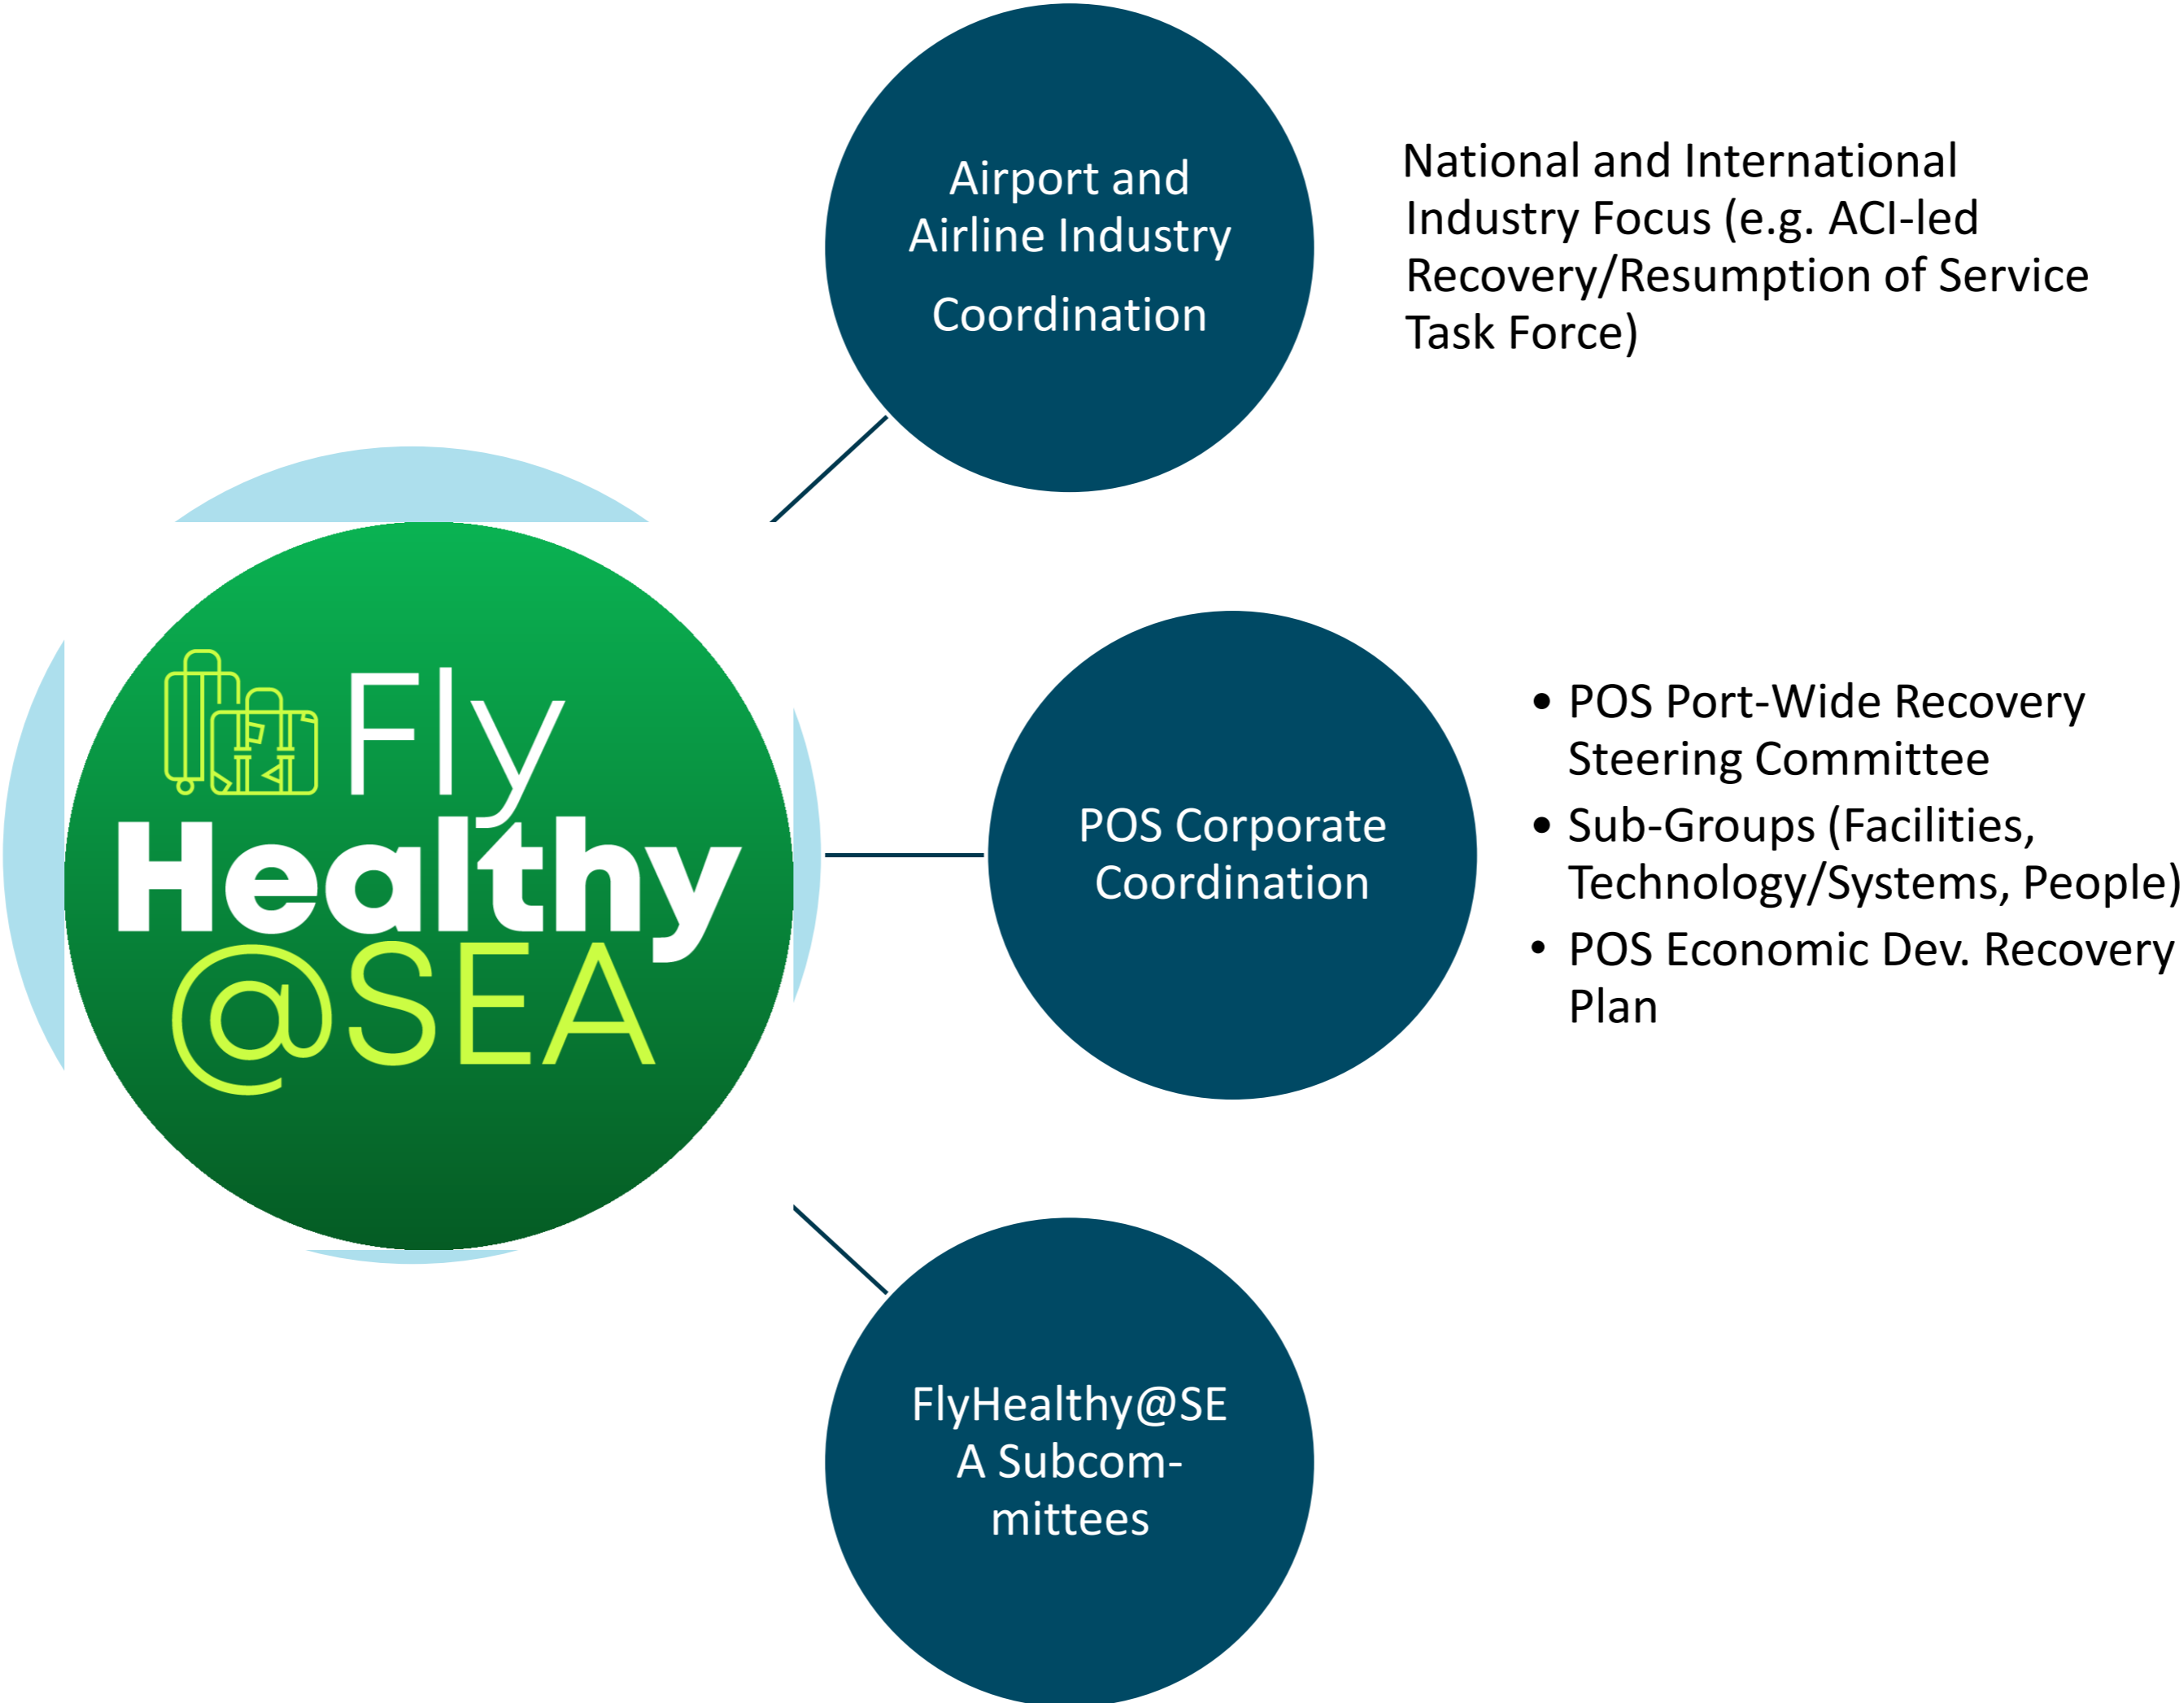 Airport and
Airline Industry
Coordination
National and International
Industry Focus (e.g. ACI-led
Recovery/Resumption of Service
Task Force)
Fly
Healthy
@SEA
POS Corporate
Coordination
• POS Port-Wide Recovery
Steering Committee
• Sub-Groups (Facilities,
Technology/Systems, People)
• POS Economic Dev. Recovery
Plan
FlyHealthy@SE
A Subcom-
mittees